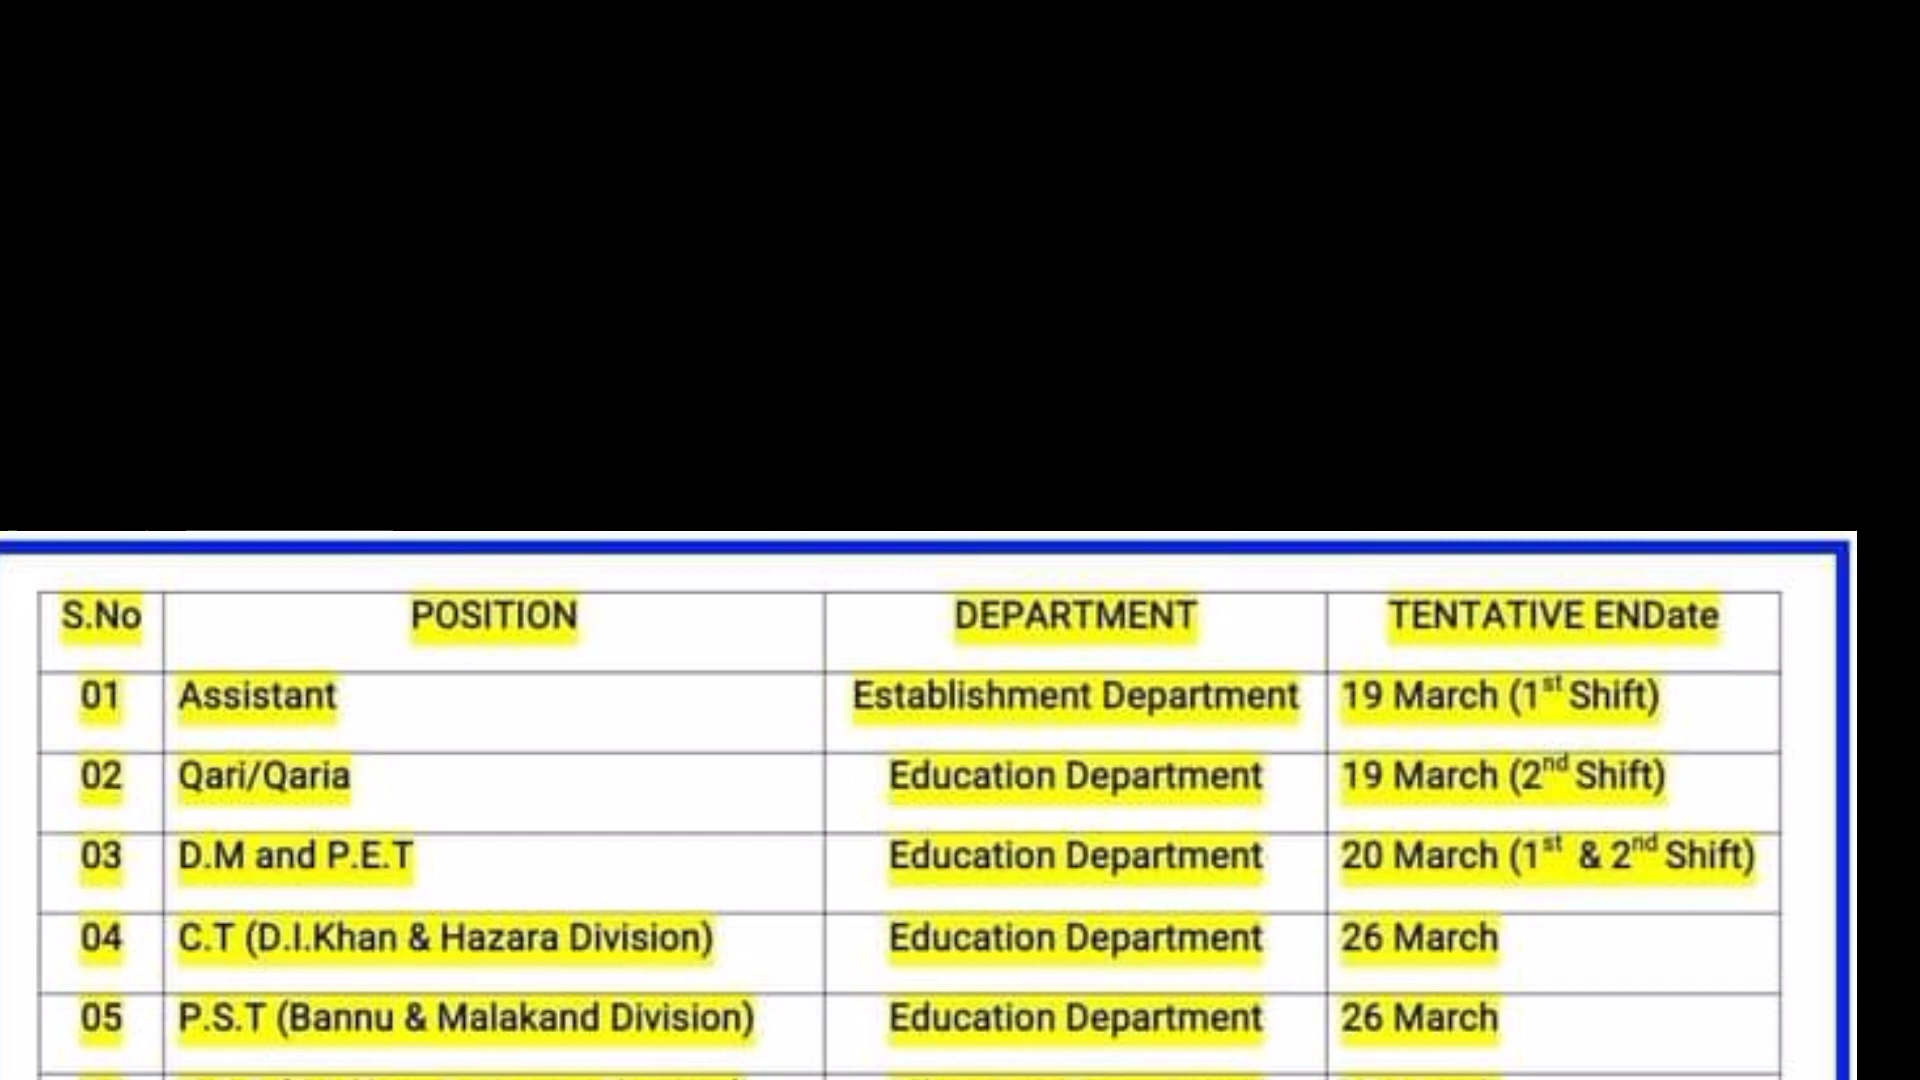 S.No POSITION DEPARTMENT TENTATIVE ENDate
01 Assistant Establishment Department 19 March (1st Shift)
02 Qari/Qaria Education Department 19 March (2nd Shift)
03 D.M and P.E.T Education Department 20 March (1st & 2nd Shift)
04 C.T (D.I.Khan & Hazara Division) Education Department 26 March
05 P.S.T (Bannu & Malakand Division) Education Department 26 March